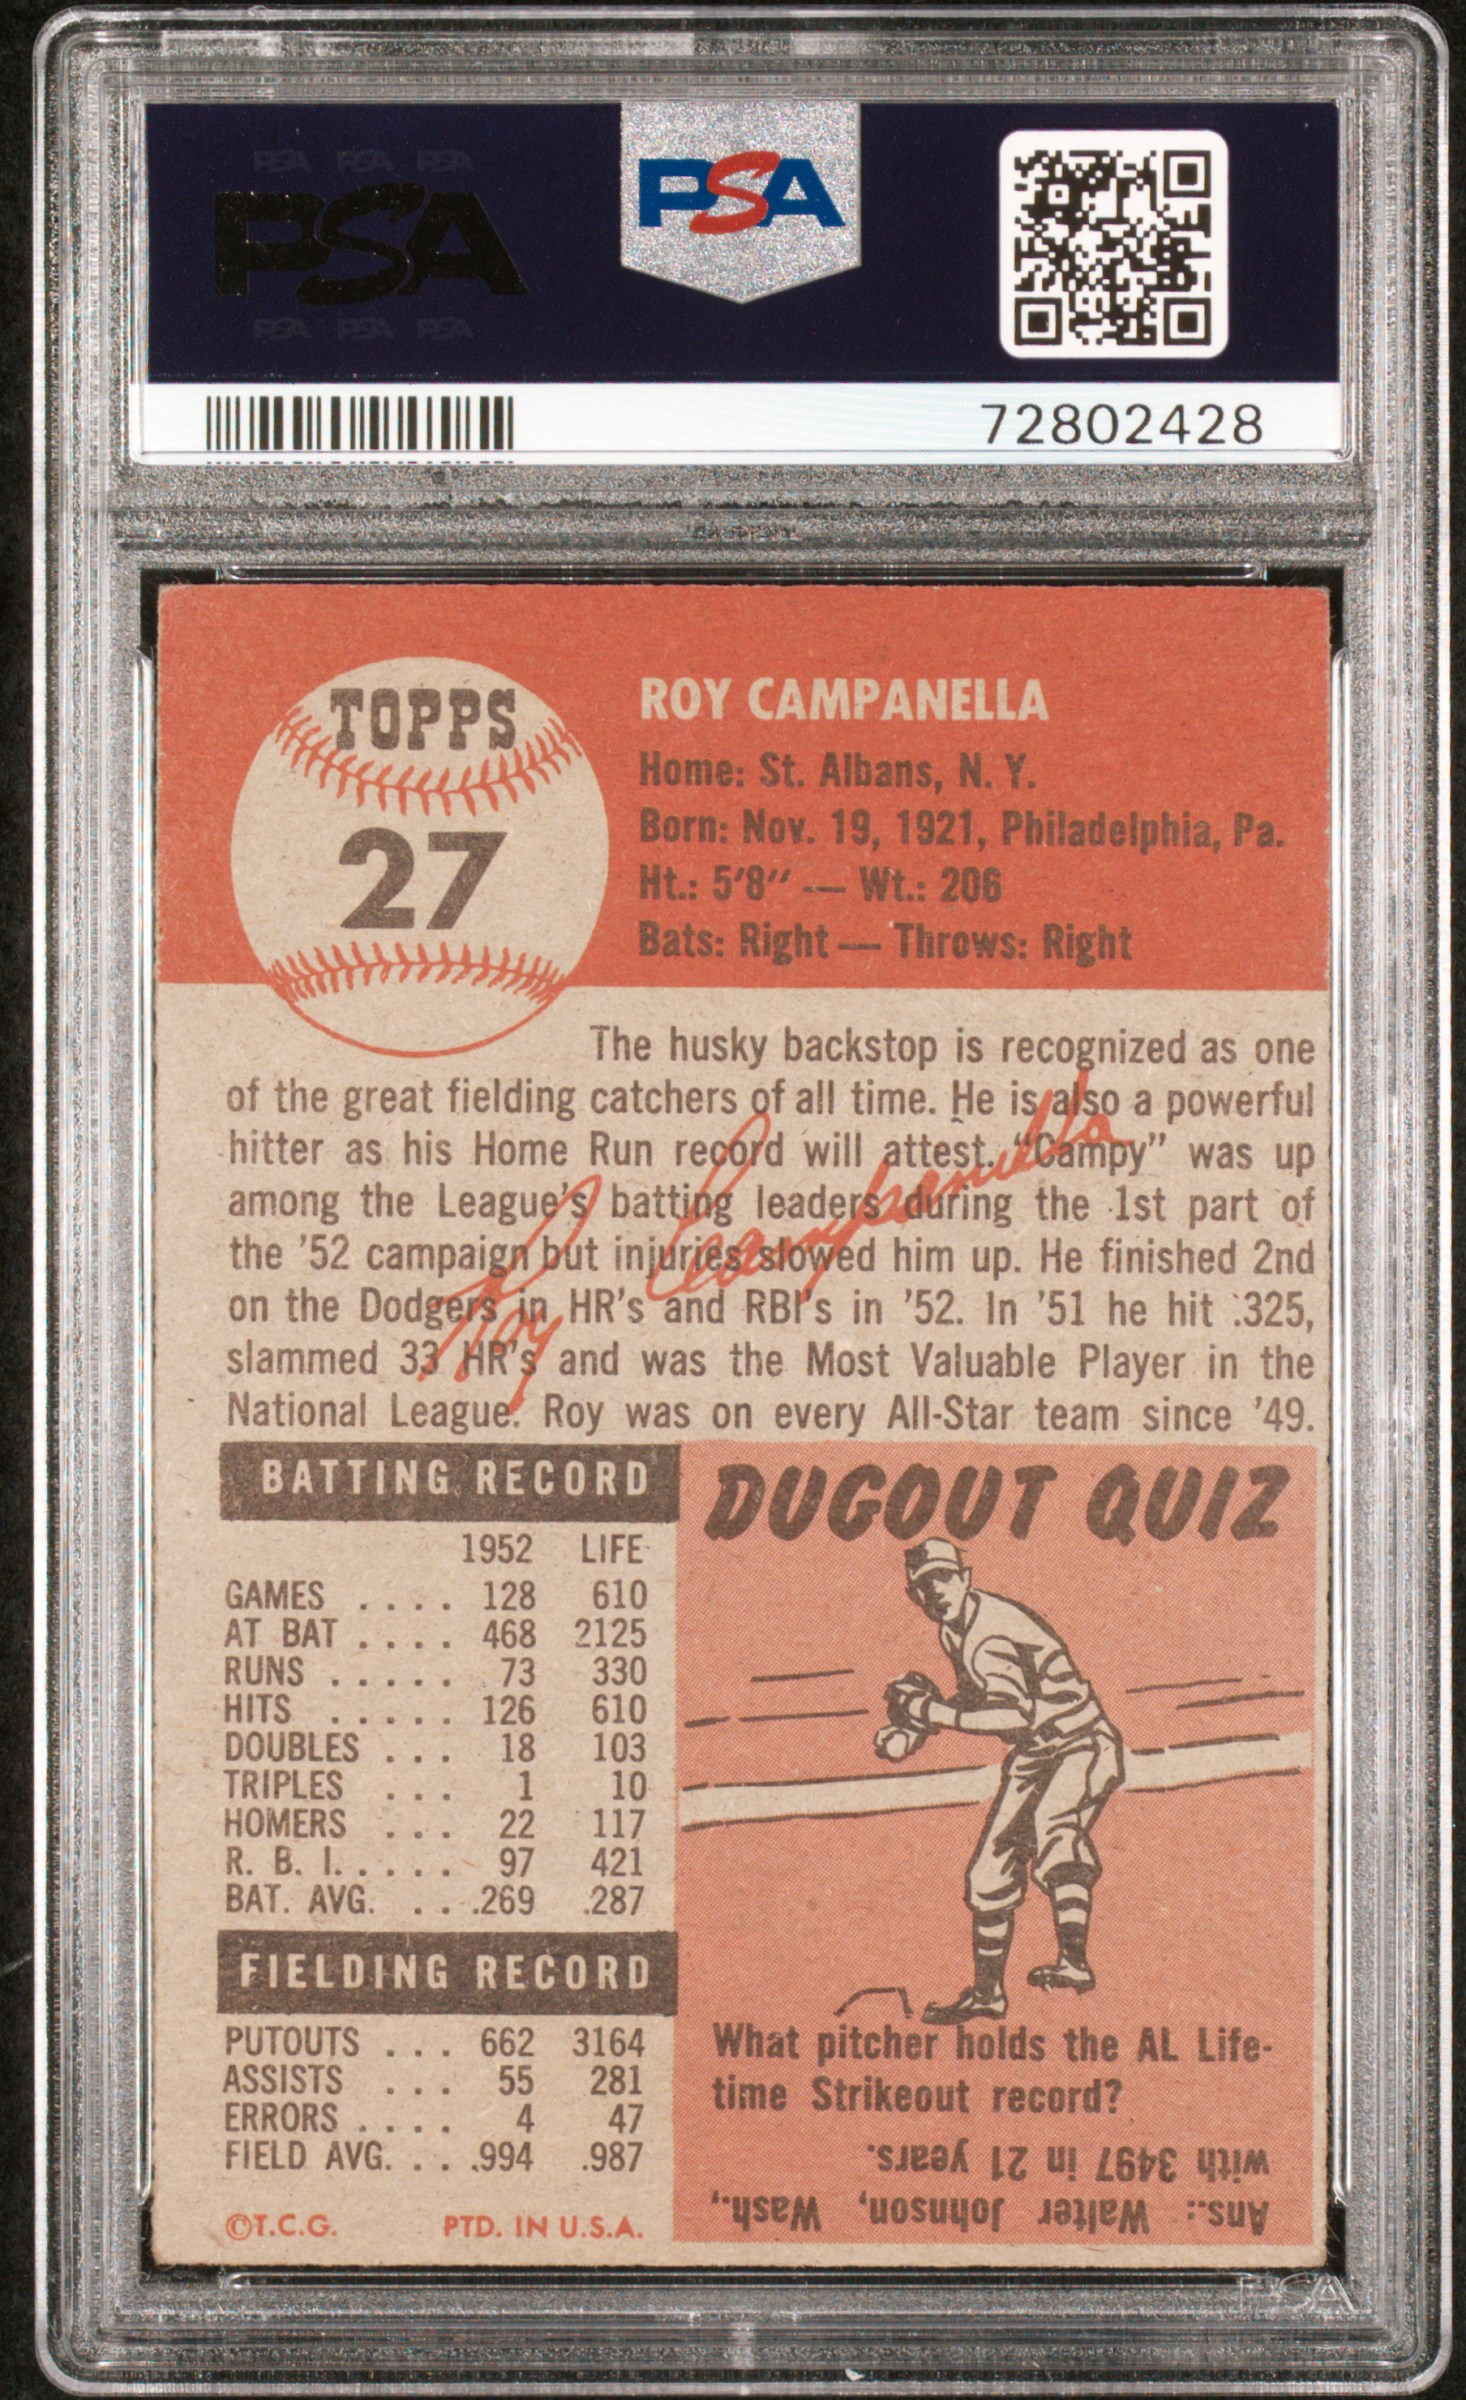 PSA PSA PSA
PSA
PSA PSA PSA
PSA
72802428
TOPPS
27
ROY CAMPANELLA
Home: St. Albans, N. Y.
Born: Nov. 19, 1921, Philadelphia, Pa.
Ht.: 5'8" — Wt.: 206
Bats: Right — Throws: Right
The husky backstop is recognized as one
of the great fielding catchers of all time. He is also a powerful
hitter as his Home Run record will attest. "Campy" was up
among the League's batting leaders during the 1st part of
the '52 campaign but injuries slowed him up. He finished 2nd
on the Dodgers in HR's and RBI's in '52. In '51 he hit .325,
slammed 33 HR's and was the Most Valuable Player in the
National League. Roy was on every All-Star team since '49.
Roy Campanella
BATTING RECORD
1952 LIFE
GAMES .... 128 610
AT BAT .... 468 2125
RUNS ..... 73 330
HITS ..... 126 610
DOUBLES ... 18 103
TRIPLES ... 1 10
HOMERS ... 22 117
R. B. I. .... 97 421
BAT. AVG. ... .269 .287
FIELDING RECORD
PUTOUTS ... 662 3164
ASSISTS ... 55 281
ERRORS .... 4 47
FIELD AVG. ... .994 .987
©T.C.G. PTD. IN U.S.A.
DUGOUT QUIZ
What pitcher holds the AL Life-
time Strikeout record?
Ans.: Walter Johnson, Wash.,
with 3497 in 21 years.
PSA